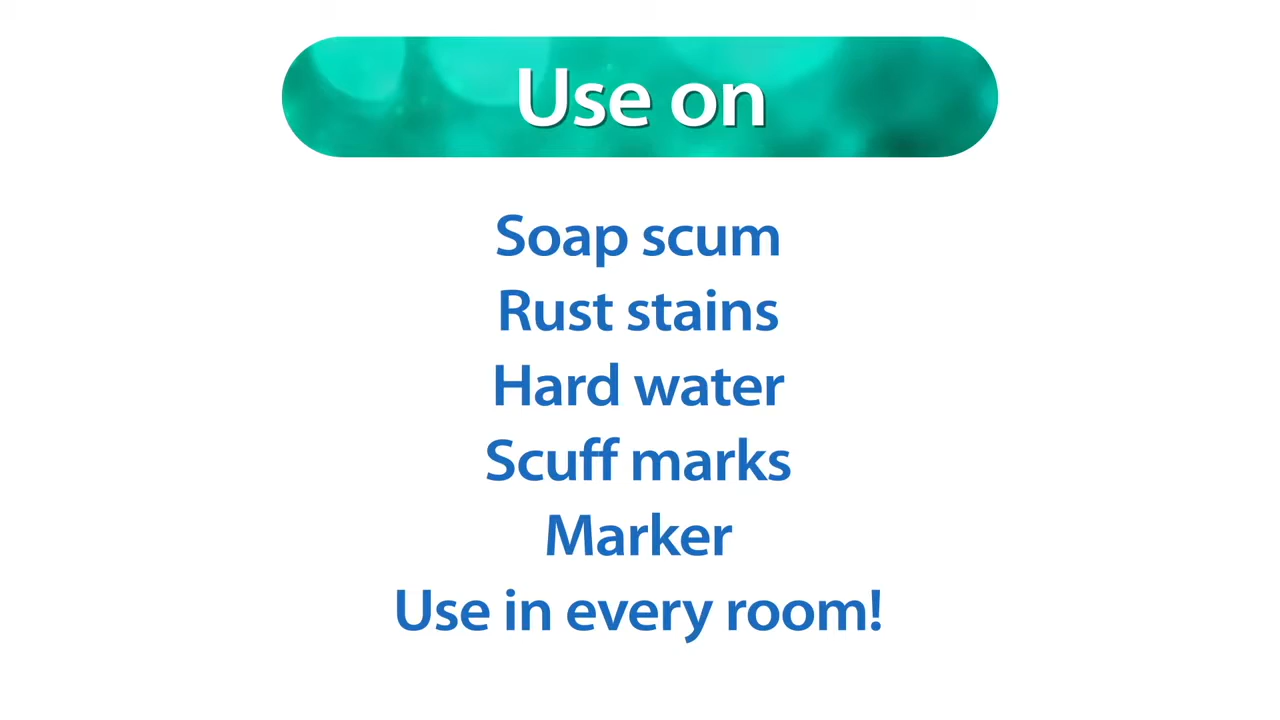 Use on
Soap scum
Rust stains
Hard water
Scuff marks
Marker
Use in every room!